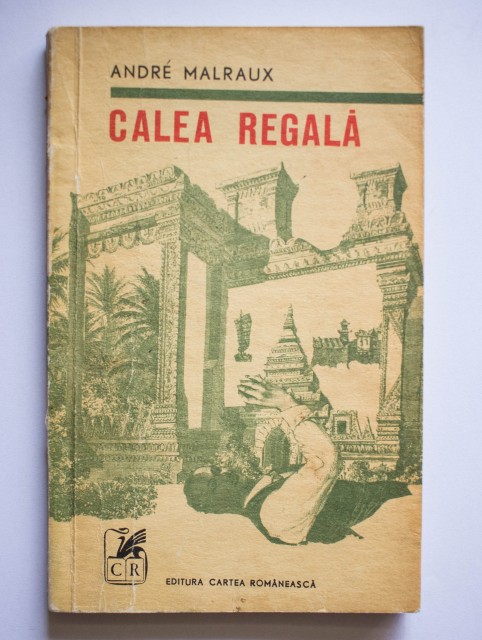 ANDRÉ MALRAUX
CALEA REGALĂ
CR
EDITURA CARTEA ROMÂNEASCĂ